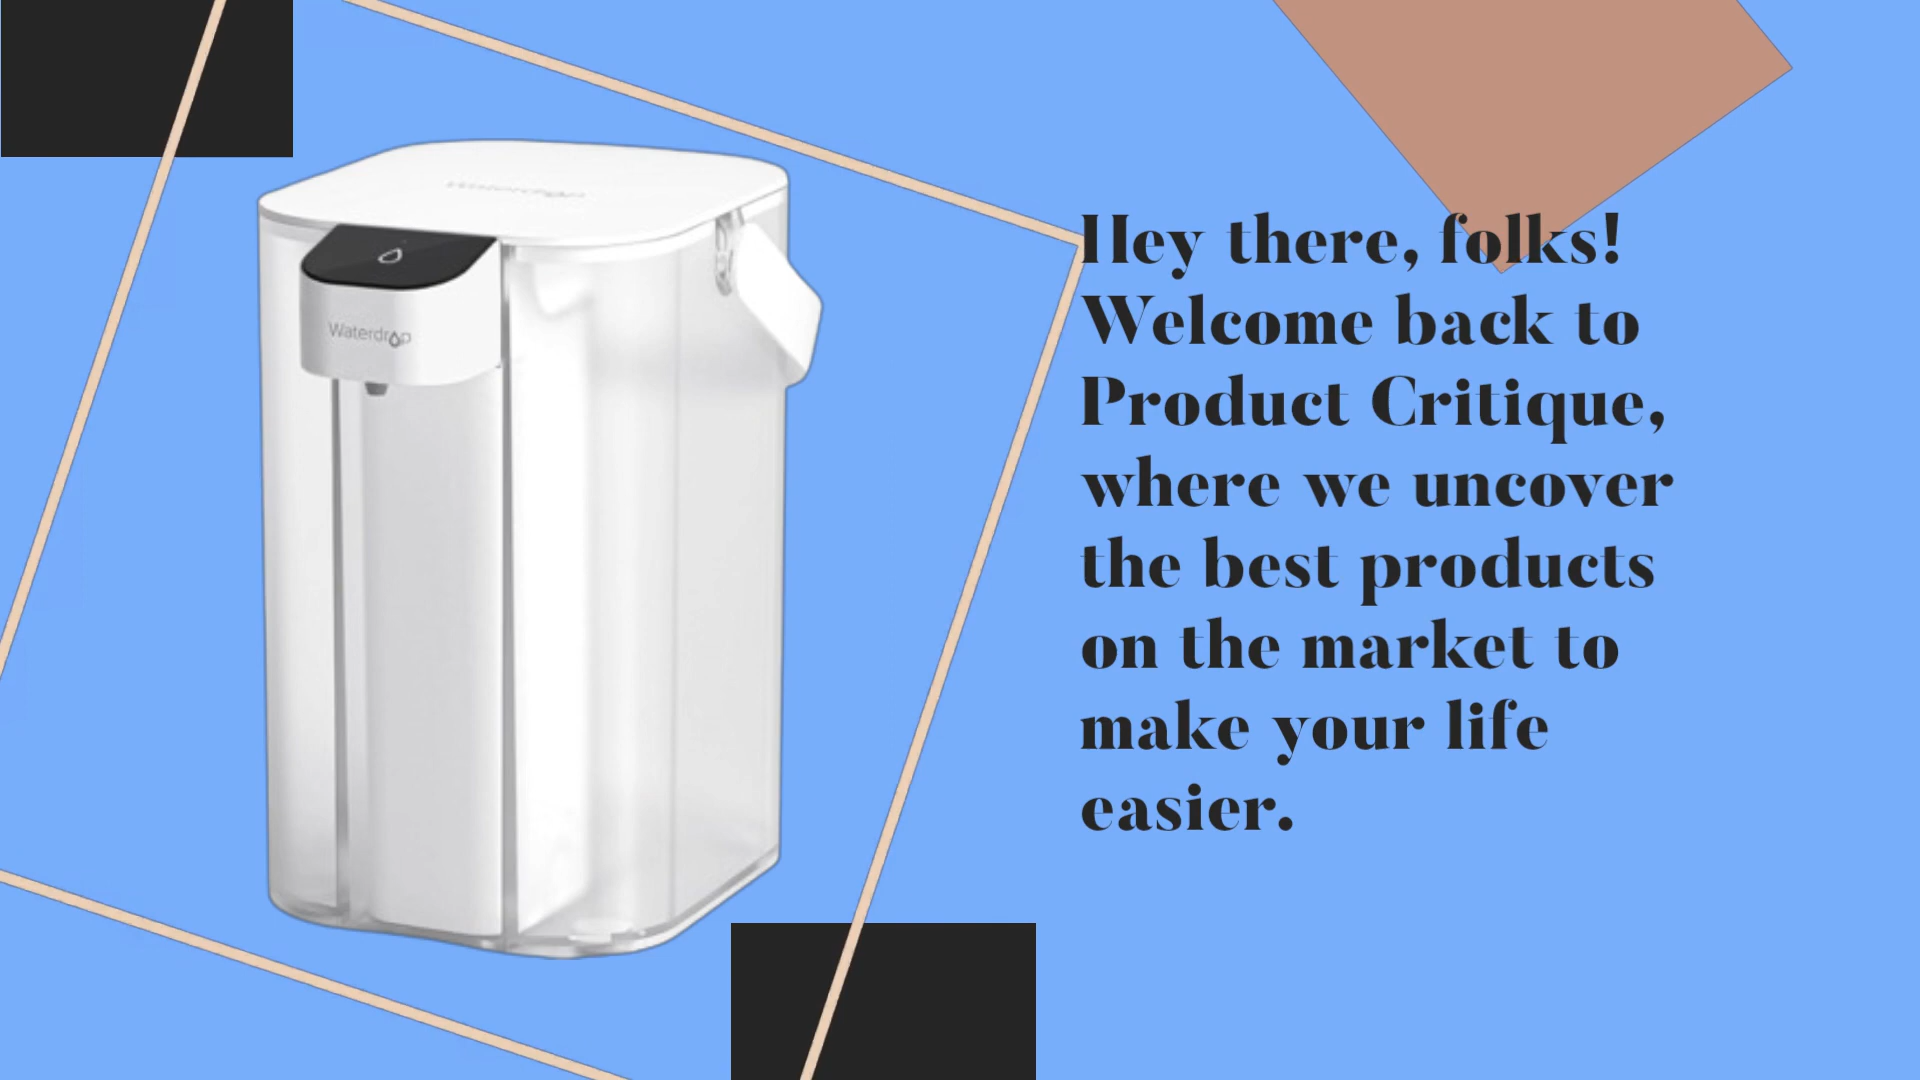 Waterdrop
Waterdrop
Hey there, folks!
Welcome back to
Product Critique,
where we uncover
the best products
on the market to
make your life
easier.